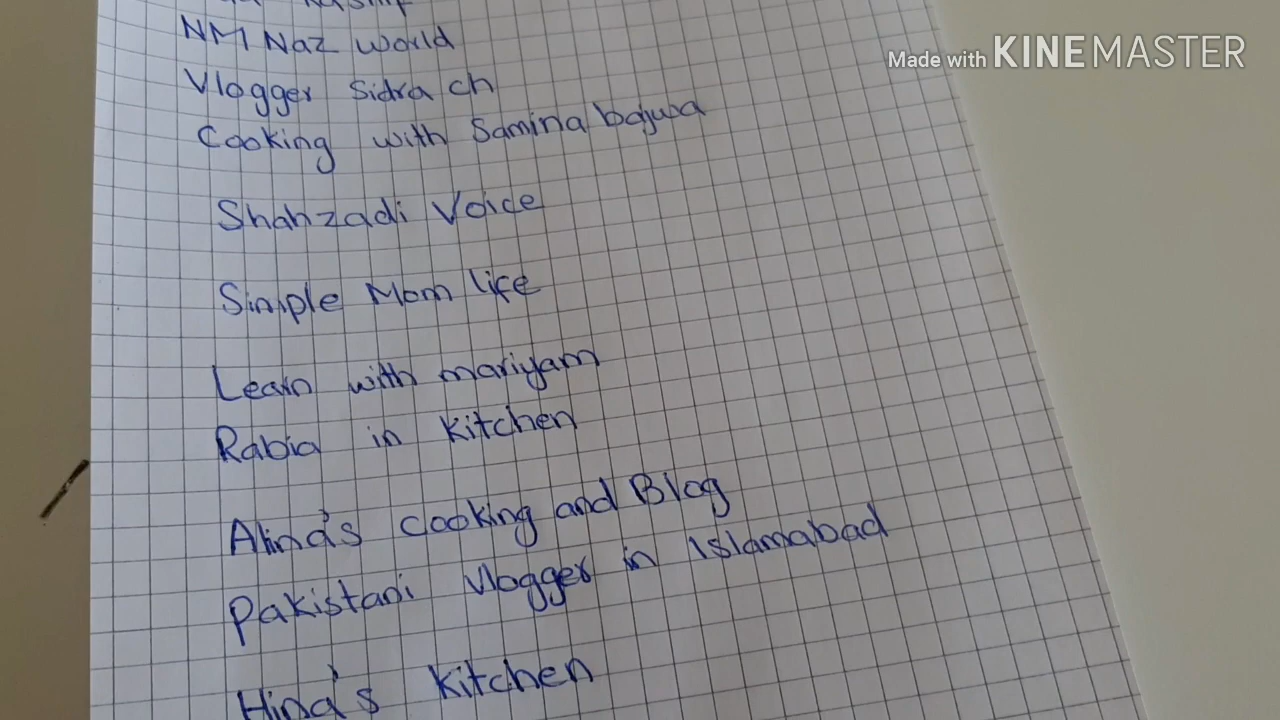 NM Naz world
Made with KINEMASTER
Vlogger Sidra ch
Cooking with Samina bajwa
Shahzadi Voice
Simple Mom life
Learn with mariyam
Rabia in Kitchen
Alina's cooking and Blog
Pakistani Vlogger in Islamabad
Hina's Kitchen